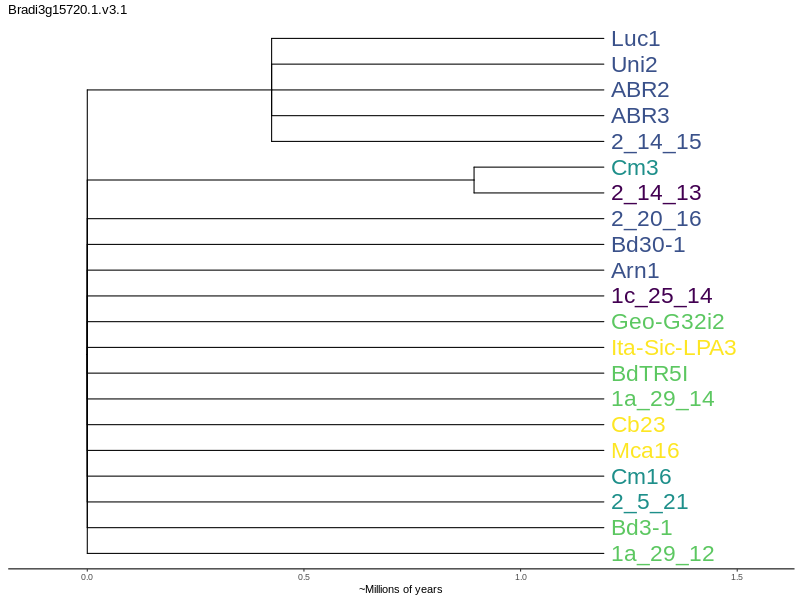 Bradi3g15720.1.v3.1
Luc1
Uni2
ABR2
ABR3
2_14_15
Cm3
2_14_13
2_20_16
Bd30-1
Arn1
1c_25_14
Geo-G32i2
Ita-Sic-LPA3
BdTR5I
1a_29_14
Cb23
Mca16
Cm16
2_5_21
Bd3-1
1a_29_12
0.0 0.5 1.0 1.5
~Millions of years